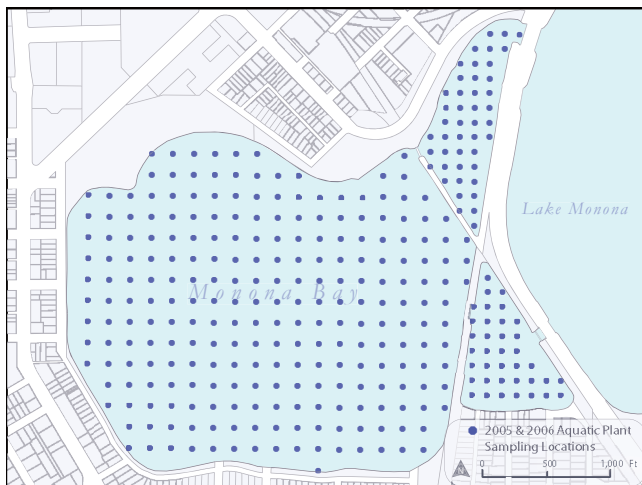 Lake Monona
Monona Bay
2005 & 2006 Aquatic Plant
Sampling Locations
0 500 1,000 Ft